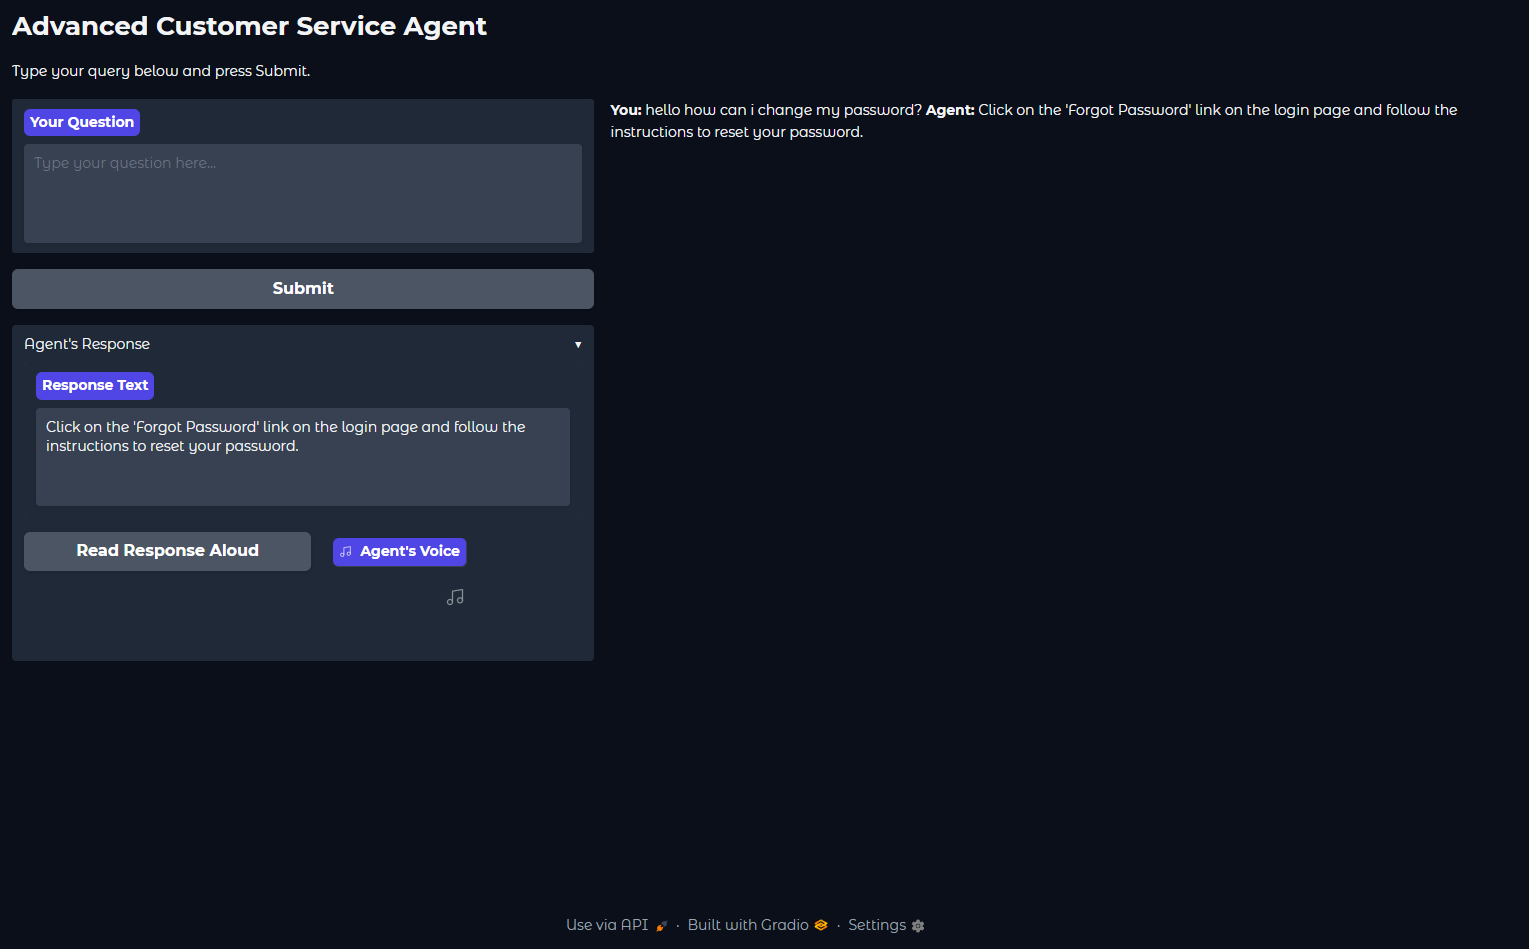 Advanced Customer Service Agent
Type your query below and press Submit.
Your Question
Type your question here...
Submit
Agent's Response
Response Text
Click on the 'Forgot Password' link on the login page and follow the
instructions to reset your password.
Read Response Aloud
Agent's Voice
You: hello how can i change my password? Agent: Click on the 'Forgot Password' link on the login page and follow the
instructions to reset your password.
Use via API · Built with Gradio · Settings